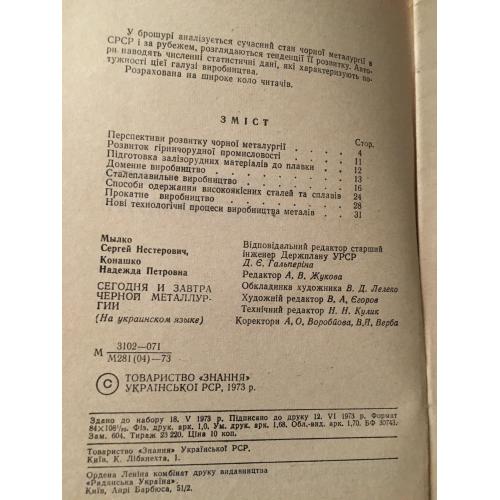 У брошурі аналізується сучасний стан чорної металургії в
СРСР і за рубежем, розглядаються тенденції її розвитку. Авто-
ри наводять численні статистичні дані, які характеризують по-
тужності цієї галузі виробництва.
Розрахована на широке коло читачів.
ЗМІСТ
Стор.
Перспективи розвитку чорної металургії . . . . 4
Розвиток гірничорудної промисловості . . . . 11
Підготовка залізорудних матеріалів до плавки . . 12
Доменне виробництво . . . . . . . 13
Сталеплавильне виробництво . . . . . . 16
Способи одержання високоякісних сталей та сплавів 24
Прокатне виробництво . . . . . . . 28
Нові технологічні процеси виробництва металів . . 31
Мылко
Сергей Нестерович,
Конашко
Надежда Петровна
СЕГОДНЯ И ЗАВТРА
ЧЕРНОЙ МЕТАЛЛУР-
ГИИ
(На украинском языке)
Відповідальний редактор старший
інженер Держплану УРСР
Д. Є. Гальперіна
Редактор А. В. Жукова
Обкладинка художника В. Д. Лелеко
Художній редактор В. А. Єгоров
Технічний редактор Н. Н. Кулик
Коректори А. О. Воробйова, В. Я. Верба
М 3102—071
М281(04)—73
© ТОВАРИСТВО «ЗНАННЯ»
УКРАЇНСЬКОЇ РСР, 1973 р.
Здано до набору 18. V 1973 р. Підписано до друку 12. VI 1973 р. Формат
84×108¹/₃₂. Фіз. друк. арк. 1,0. Ум. друк. арк. 1,68. Обл.-вид. арк. 1,70. БФ 30743.
Зам. 604. Тираж 23 220. Ціна 10 коп.
Товариство «Знання» Української РСР,
Київ, К. Лібкнехта, 1.
Ордена Леніна комбінат друку видавництва
«Радянська Україна»,
Київ, Анрі Барбюса, 51/2.